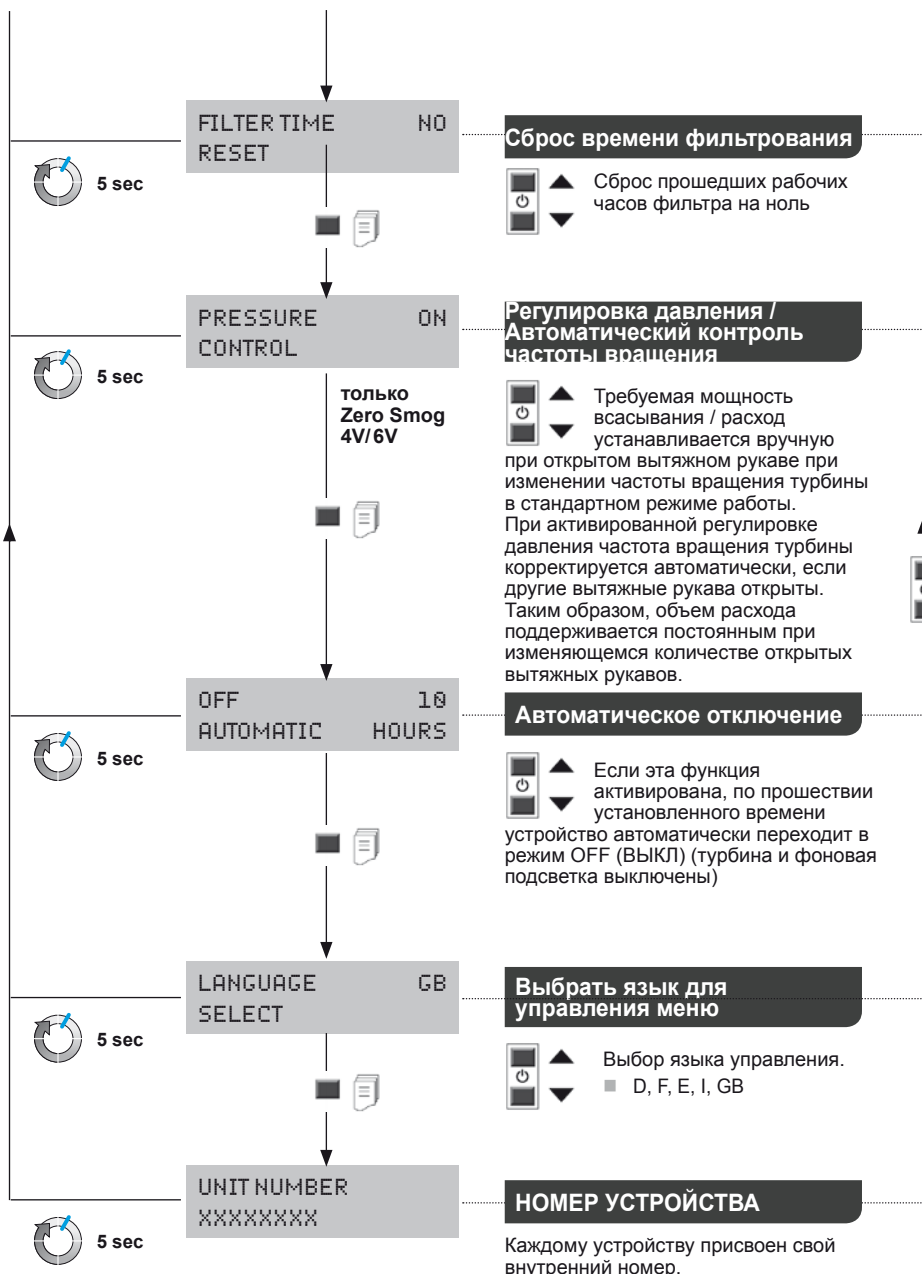 FILTER TIME NO
RESET
5 sec
Сброс времени фильтрования
Сброс прошедших рабочих
часов фильтра на ноль
PRESSURE ON
CONTROL
5 sec
только
Zero Smog
4V/6V
Регулировка давления /
Автоматический контроль
частоты вращения
Требуемая мощность
всасывания / расход
устанавливается вручную
при открытом вытяжном рукаве при
изменении частоты вращения турбины
в стандартном режиме работы.
При активированной регулировке
давления частота вращения турбины
корректируется автоматически, если
другие вытяжные рукава открыты.
Таким образом, объем расхода
поддерживается постоянным при
изменяющемся количестве открытых
вытяжных рукавов.
OFF 10
AUTOMATIC HOURS
5 sec
Автоматическое отключение
Если эта функция
активирована, по прошествии
установленного времени
устройство автоматически переходит в
режим OFF (ВЫКЛ) (турбина и фоновая
подсветка выключены)
LANGUAGE GB
SELECT
5 sec
Выбрать язык для
управления меню
Выбор языка управления.
D, F, E, I, GB
UNIT NUMBER
XXXXXXXX
5 sec
НОМЕР УСТРОЙСТВА
Каждому устройству присвоен свой
внутренний номер.